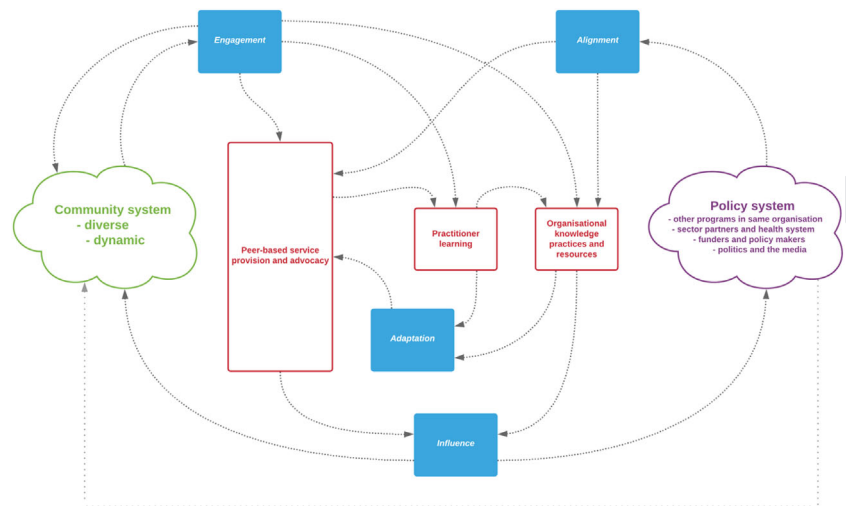 Engagement
Alignment
Community system
- diverse
- dynamic
Peer-based service
provision and advocacy
Practitioner
learning
Organisational
knowledge
practices and
resources
Policy system
- other programs in same organisation
- sector partners and health system
- funders and policy makers
- politics and the media
Adaptation
Influence